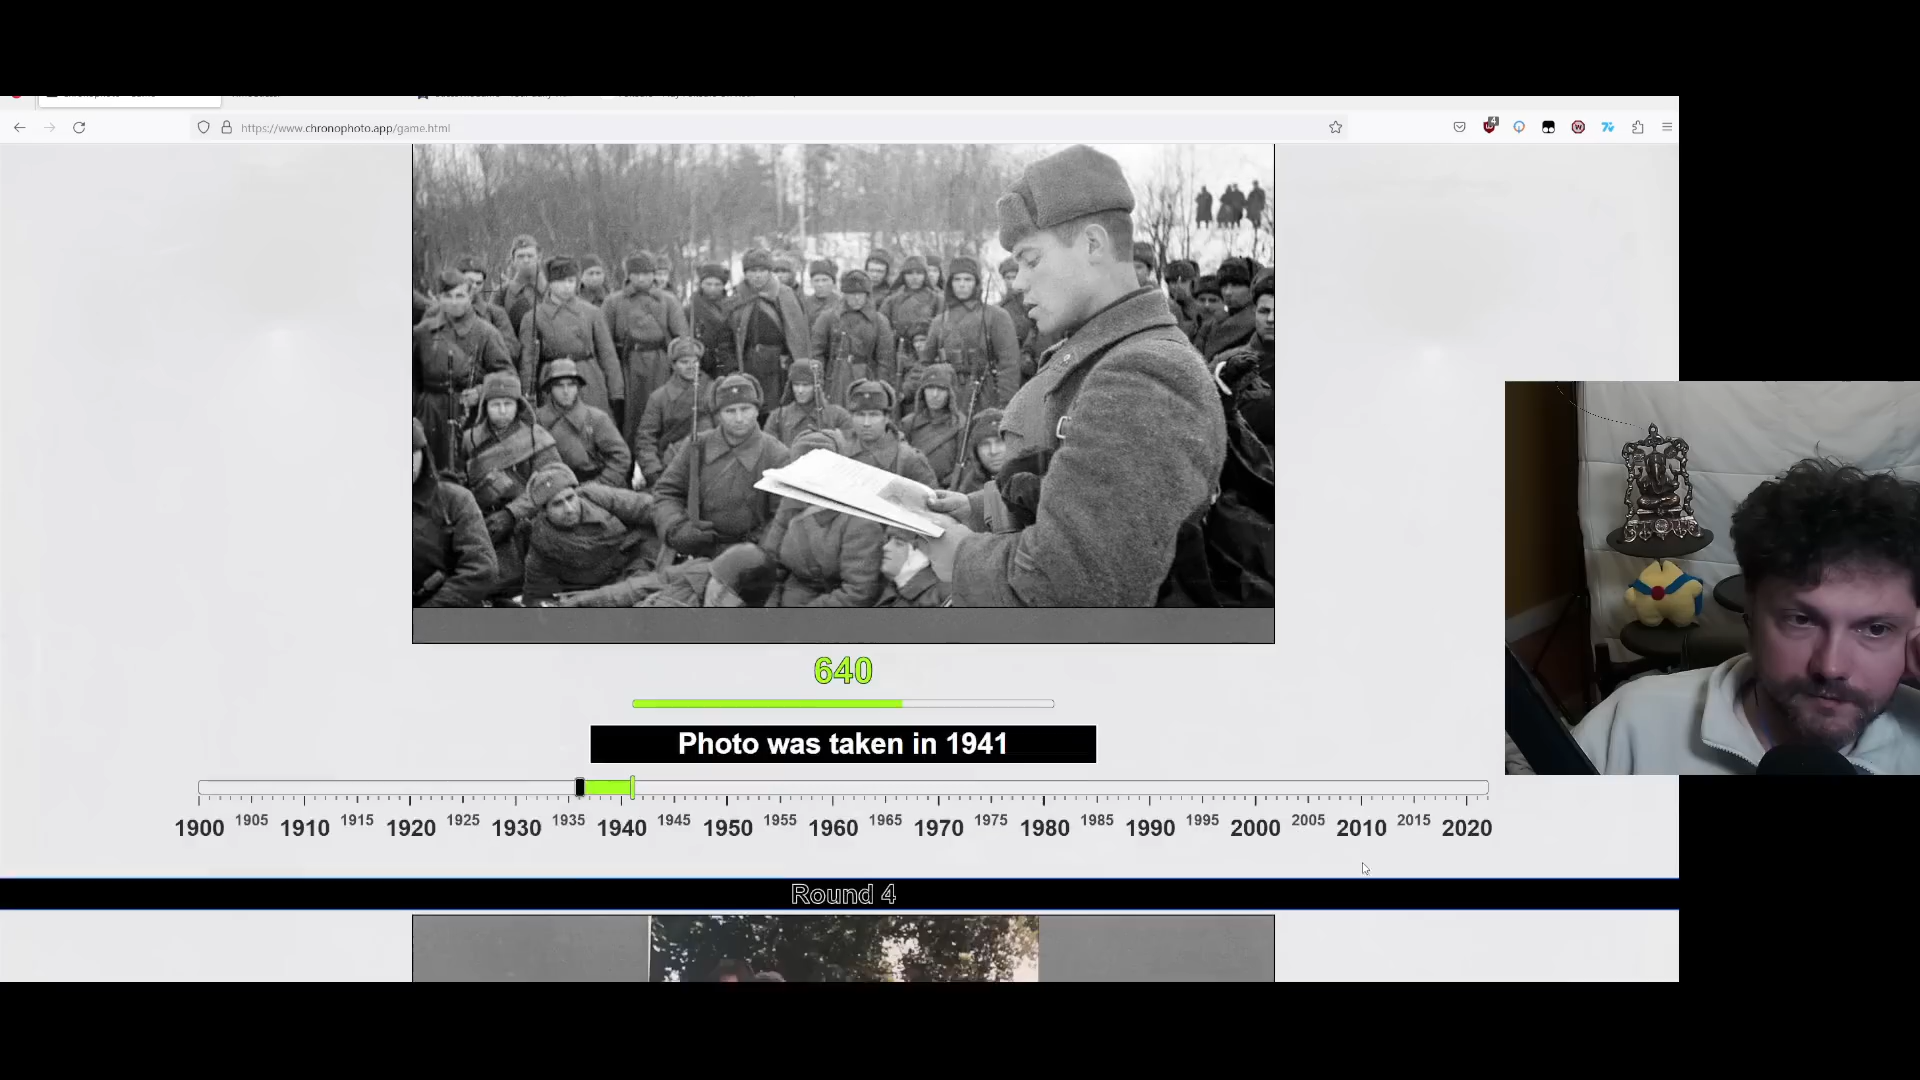 https://www.chronophoto.app/game.html
640
Photo was taken in 1941
1900 1905 1910 1915 1920 1925 1930 1935 1940 1945 1950 1955 1960 1965 1970 1975 1980 1985 1990 1995 2000 2005 2010 2015 2020
Round 4